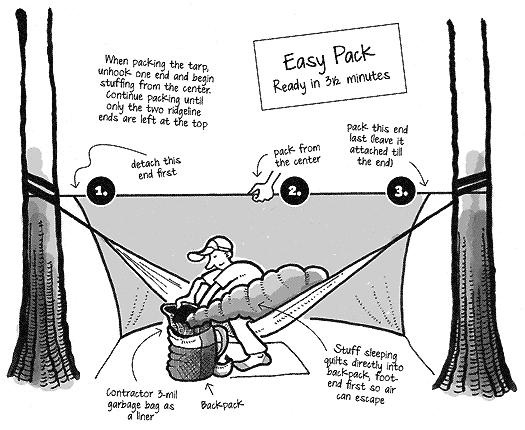 When packing the tarp,
unhook one end and begin
stuffing from the center.
Continue packing until
only the two ridgeline
ends are left at the top
Easy Pack
Ready in 3½ minutes
detach this
end first
pack from
the center
pack this end
last (leave it
attached till
the end)
1.
2.
3.
Contractor 3-mil
garbage bag as
a liner
Backpack
Stuff sleeping
quilts directly into
backpack, foot-
end first so air
can escape